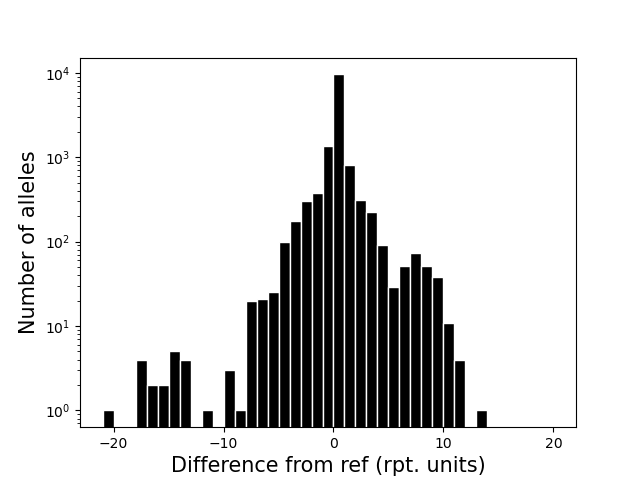 Number of alleles
10⁴
10³
10²
10¹
10⁰
−20 −10 0 10 20
Difference from ref (rpt. units)